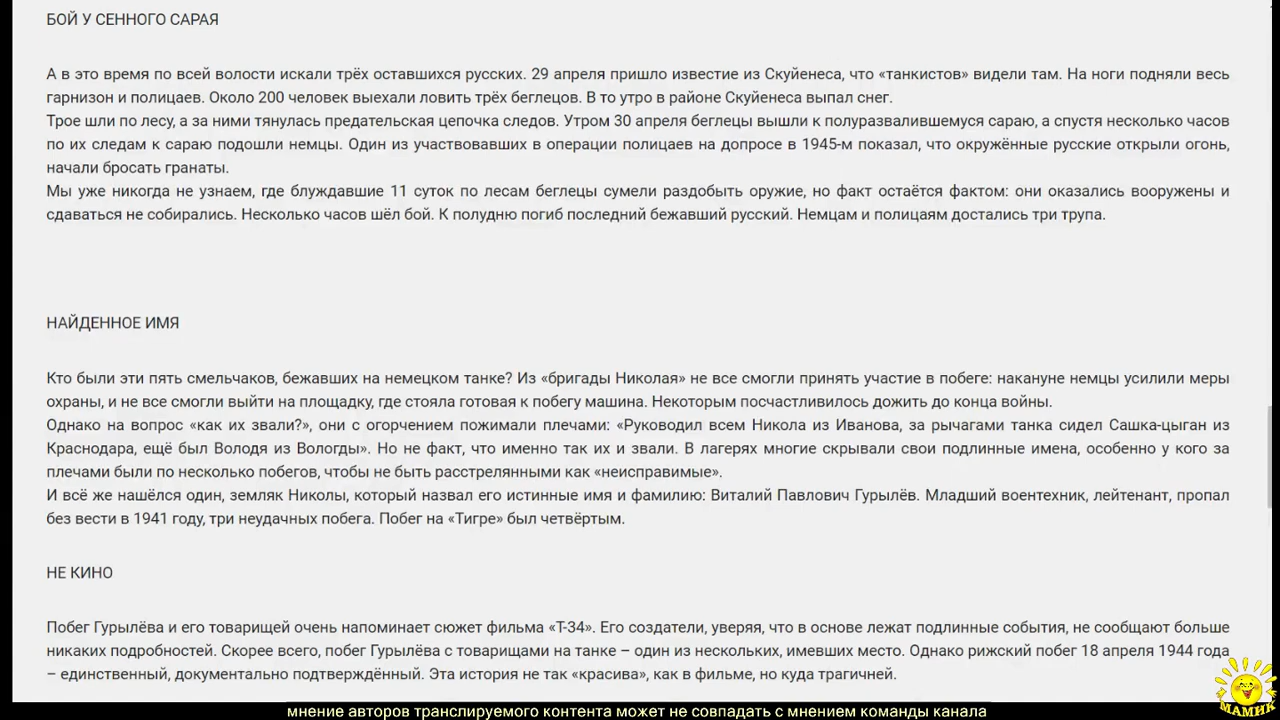 БОЙ У СЕННОГО САРАЯ
А в это время по всей волости искали трёх оставшихся русских. 29 апреля пришло известие из Скуйенеса, что «танкистов» видели там. На ноги подняли весь
гарнизон и полицаев. Около 200 человек выехали ловить трёх беглецов. В то утро в районе Скуйенеса выпал снег.
Трое шли по лесу, а за ними тянулась предательская цепочка следов. Утром 30 апреля беглецы вышли к полуразвалившемуся сараю, а спустя несколько часов
по их следам к сараю подошли немцы. Один из участвовавших в операции полицаев на допросе в 1945-м показал, что окружённые русские открыли огонь,
начали бросать гранаты.
Мы уже никогда не узнаем, где блуждавшие 11 суток по лесам беглецы сумели раздобыть оружие, но факт остаётся фактом: они оказались вооружены и
сдаваться не собирались. Несколько часов шёл бой. К полудню погиб последний бежавший русский. Немцам и полицаям достались три трупа.
НАЙДЕННОЕ ИМЯ
Кто были эти пять смельчаков, бежавших на немецком танке? Из «бригады Николая» не все смогли принять участие в побеге: накануне немцы усилили меры
охраны, и не все смогли выйти на площадку, где стояла готовая к побегу машина. Некоторым посчастливилось дожить до конца войны.
Однако на вопрос «как их звали?», они с огорчением пожимали плечами: «Руководил всем Никола из Иванова, за рычагами танка сидел Сашка-цыган из
Краснодара, ещё был Володя из Вологды». Но не факт, что именно так их и звали. В лагерях многие скрывали свои подлинные имена, особенно у кого за
плечами были по несколько побегов, чтобы не быть расстрелянными как «неисправимые».
И всё же нашёлся один, земляк Николы, который назвал его истинные имя и фамилию: Виталий Павлович Гурылёв. Младший воентехник, лейтенант, пропал
без вести в 1941 году, три неудачных побега. Побег на «Тигре» был четвёртым.
НЕ КИНО
Побег Гурылёва и его товарищей очень напоминает сюжет фильма «Т-34». Его создатели, уверяя, что в основе лежат подлинные события, не сообщают больше
никаких подробностей. Скорее всего, побег Гурылёва с товарищами на танке – один из нескольких, имевших место. Однако рижский побег 18 апреля 1944 года
– единственный, документально подтверждённый. Эта история не так «красива», как в фильме, но куда трагичней.
МАМИК
мнение авторов транслируемого контента может не совпадать с мнением команды канала